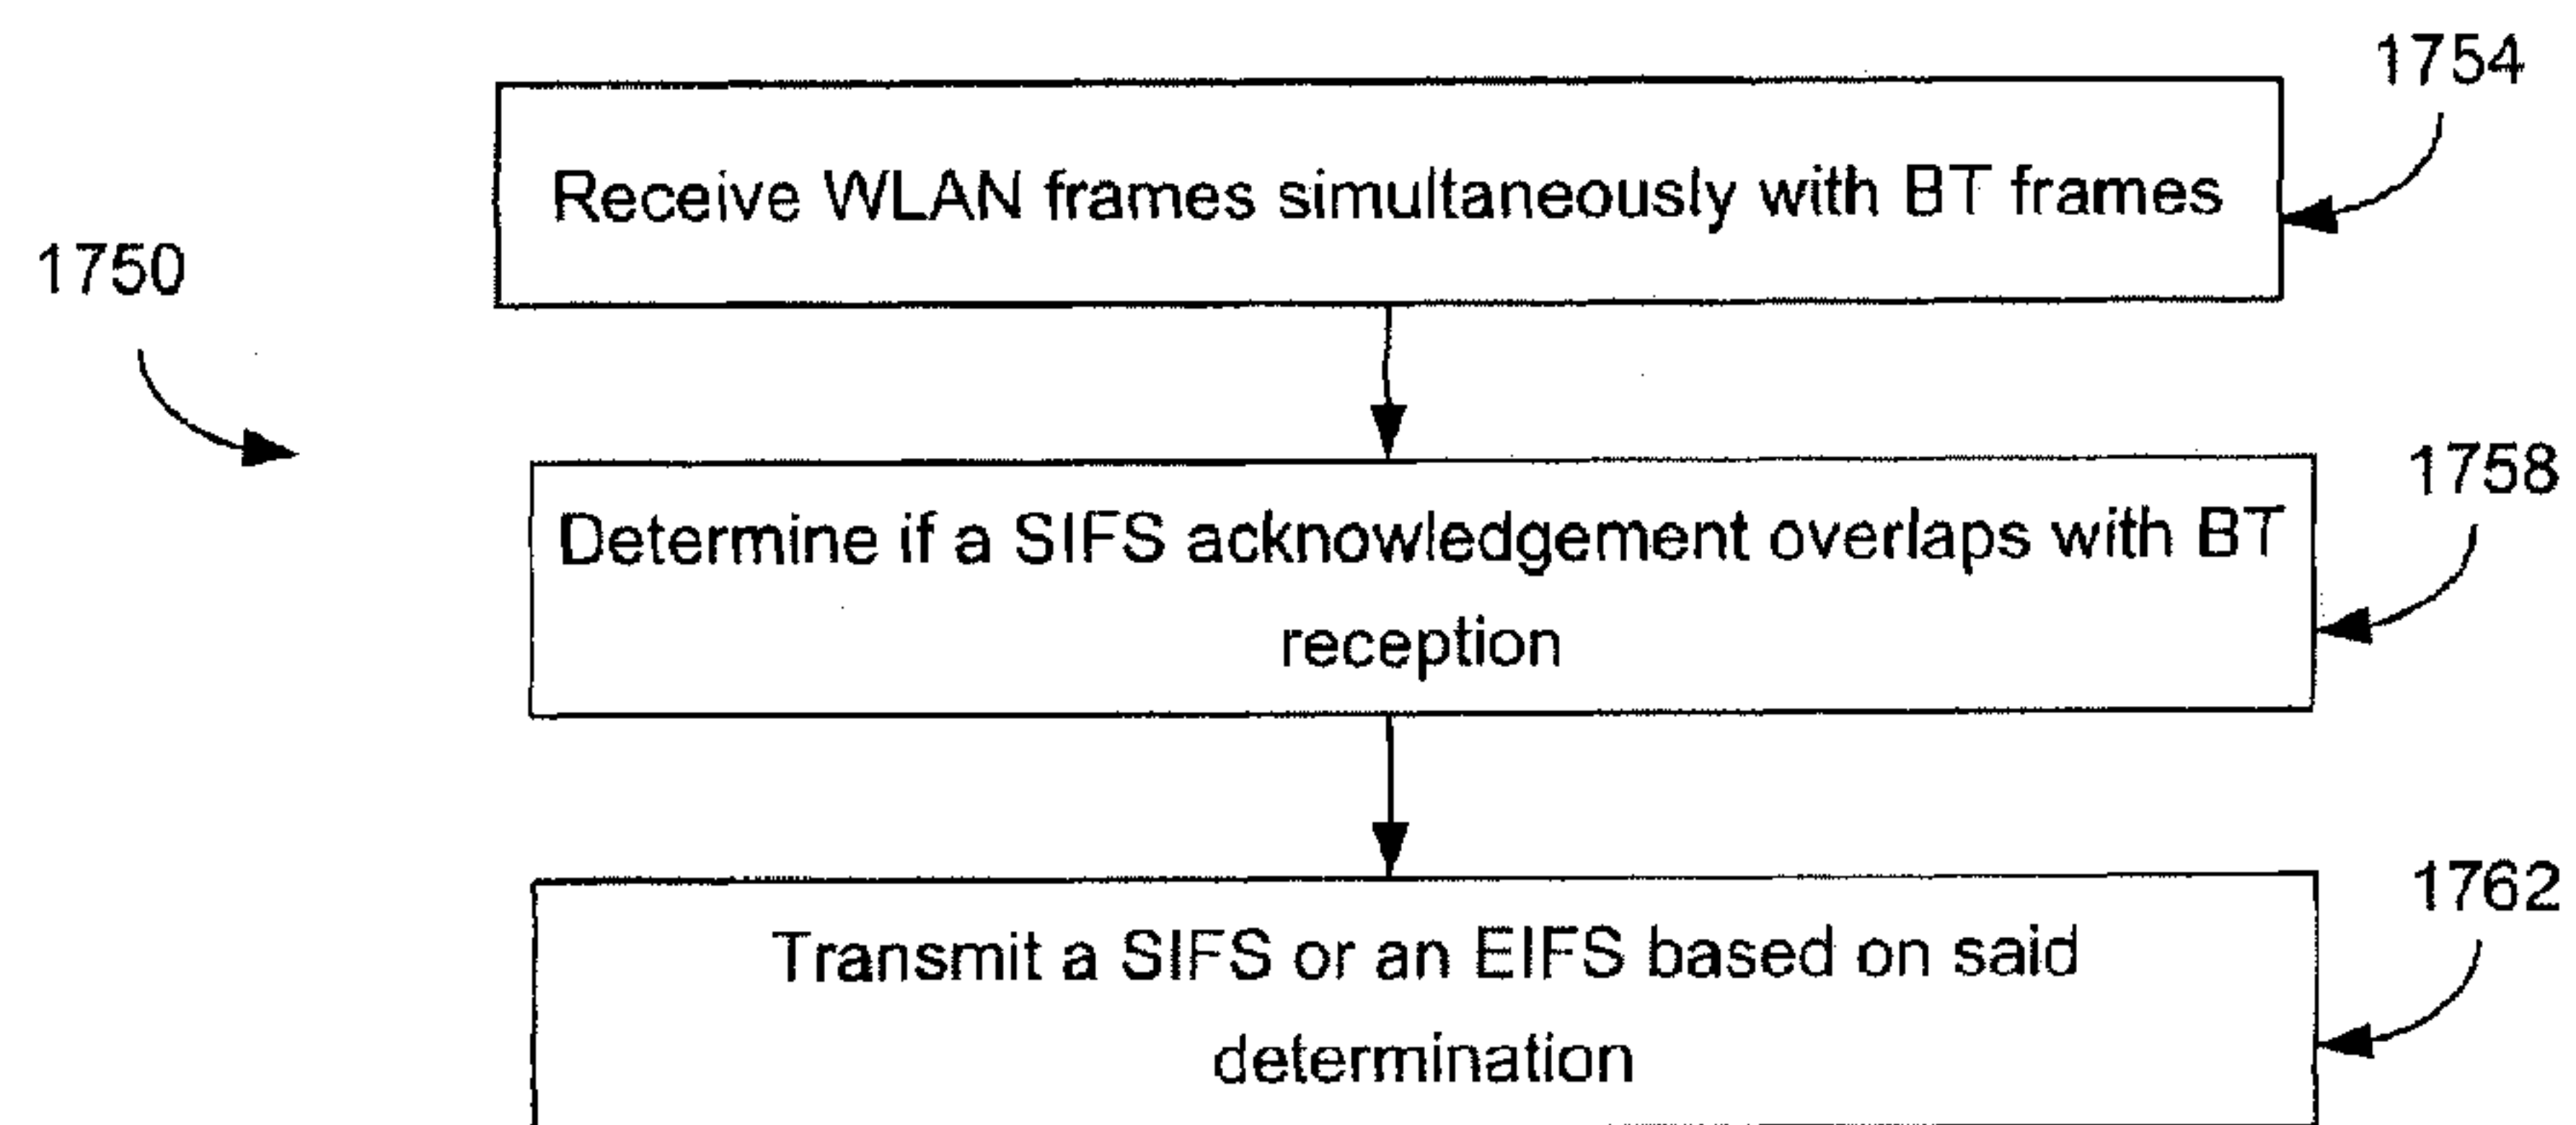 1754
Receive WLAN frames simultaneously with BT frames
1750
1758
Determine if a SIFS acknowledgement overlaps with BT
reception
1762
Transmit a SIFS or an EIFS based on said
determination